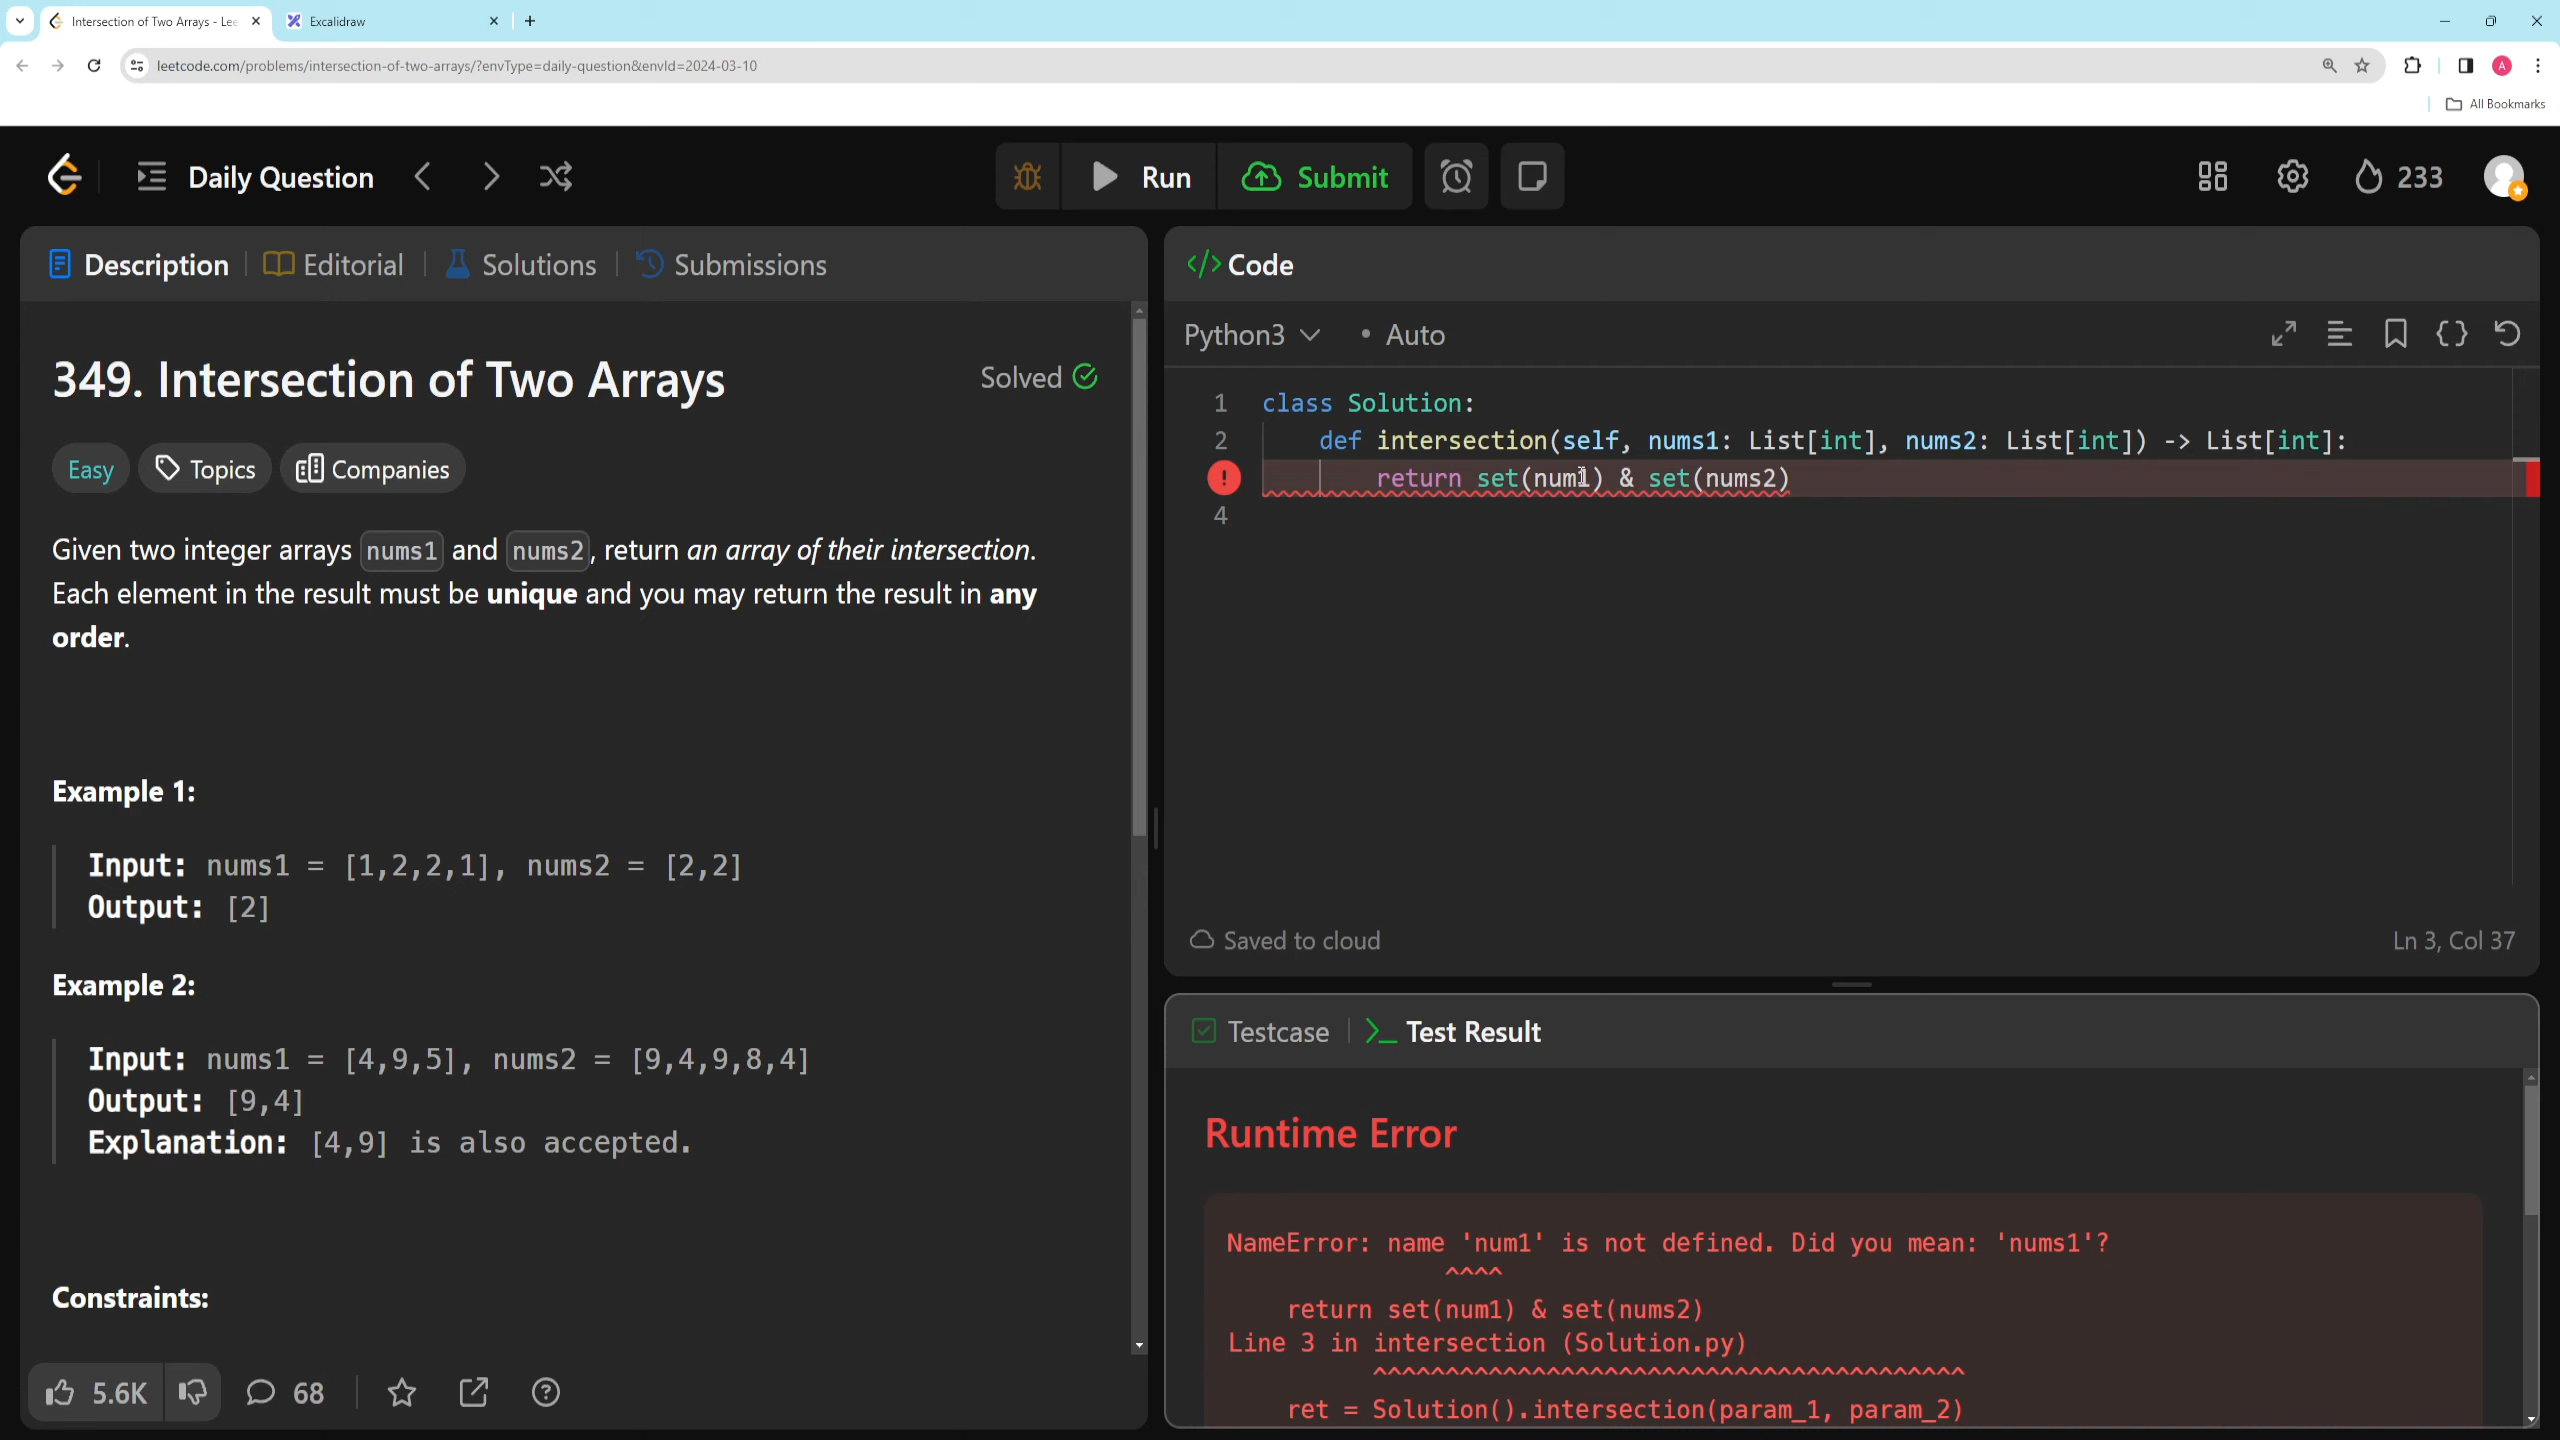 Intersection of Two Arrays - Lee
Excalidraw
leetcode.com/problems/intersection-of-two-arrays/?envType=daily-question&envId=2024-03-10
A
All Bookmarks
Daily Question
Run
Submit
233
Description
Editorial
Solutions
Submissions
349. Intersection of Two Arrays
Solved
Easy
Topics
Companies
Given two integer arrays nums1 and nums2, return an array of their intersection.
Each element in the result must be unique and you may return the result in any
order.
Example 1:
Input: nums1 = [1,2,2,1], nums2 = [2,2]
Output: [2]
Example 2:
Input: nums1 = [4,9,5], nums2 = [9,4,9,8,4]
Output: [9,4]
Explanation: [4,9] is also accepted.
Constraints:
5.6K
68
</> Code
Python3
• Auto
1 class Solution:
2 def intersection(self, nums1: List[int], nums2: List[int]) -> List[int]:
return set(num1) & set(nums2)
4
Saved to cloud
Ln 3, Col 37
Testcase
>_ Test Result
Runtime Error
NameError: name 'num1' is not defined. Did you mean: 'nums1'?
^^^^
return set(num1) & set(nums2)
Line 3 in intersection (Solution.py)
^^^^^^^^^^^^^^^^^^^^^^^^^^^^^^^^^^^^^^^^^
ret = Solution().intersection(param_1, param_2)